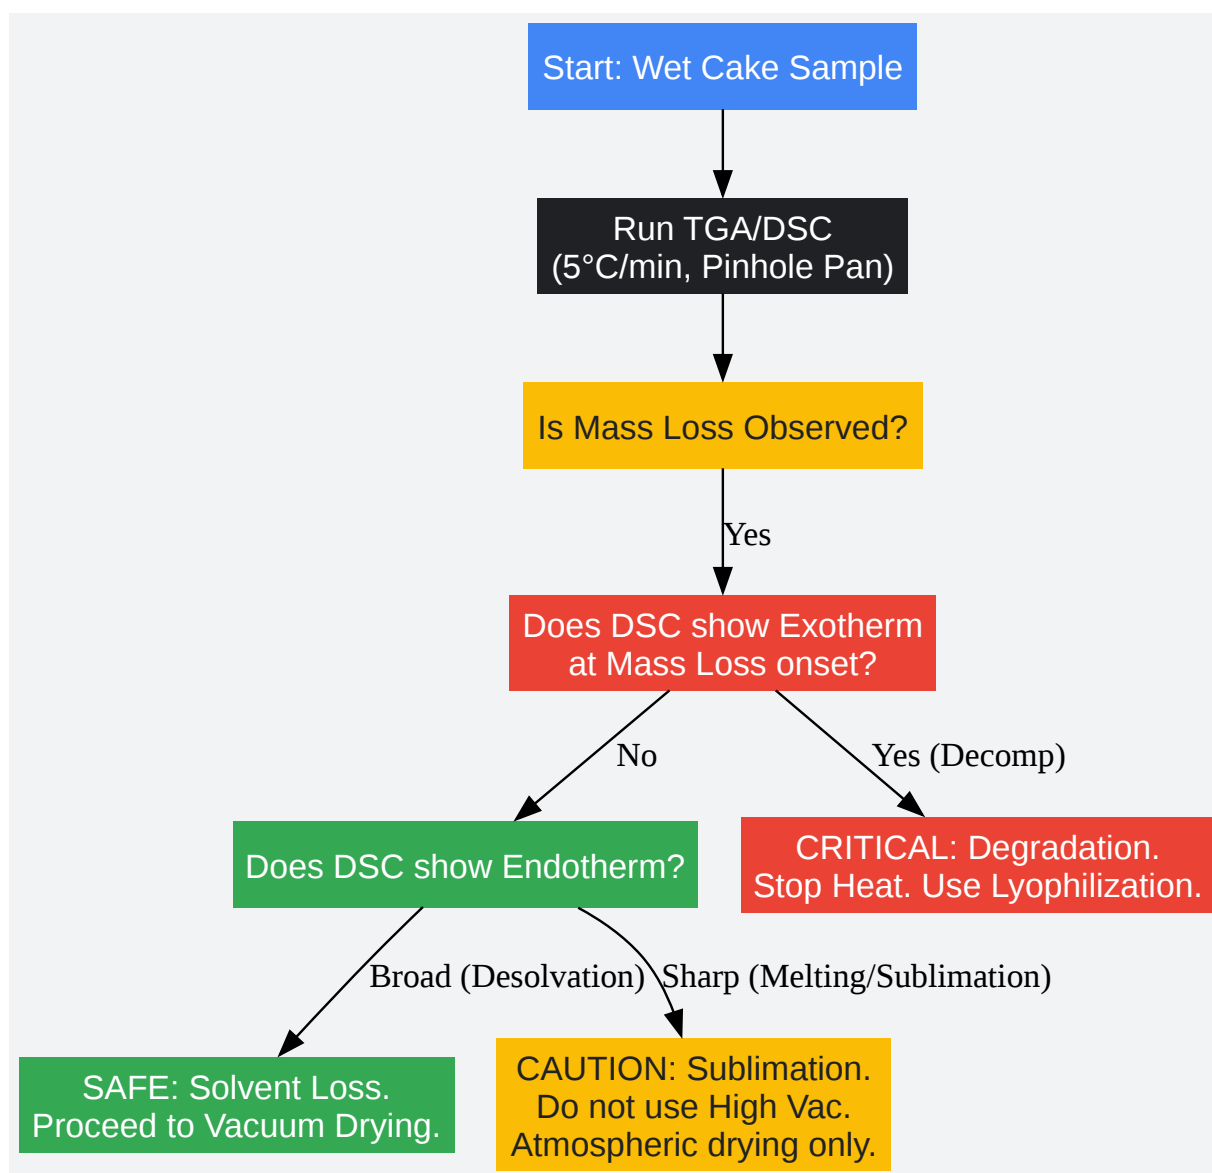 Start: Wet Cake Sample
Run TGA/DSC
(5°C/min, Pinhole Pan)
Is Mass Loss Observed?
Yes
Does DSC show Exotherm
at Mass Loss onset?
No
Yes (Decomp)
Does DSC show Endotherm?
CRITICAL: Degradation.
Stop Heat. Use Lyophilization.
Broad (Desolvation)
Sharp (Melting/Sublimation)
SAFE: Solvent Loss.
Proceed to Vacuum Drying.
CAUTION: Sublimation.
Do not use High Vac.
Atmospheric drying only.